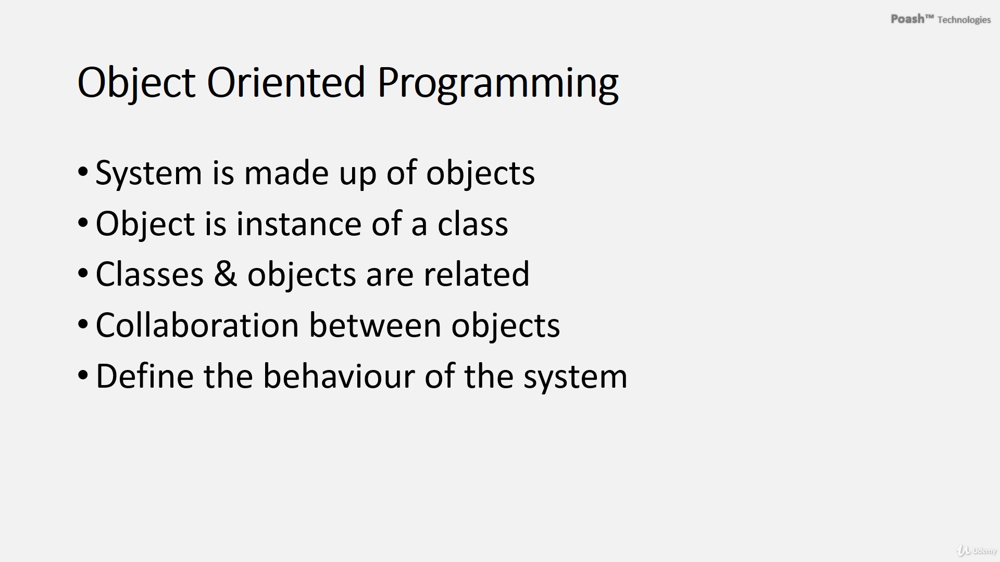 Poash™ Technologies
Object Oriented Programming
• System is made up of objects
• Object is instance of a class
• Classes & objects are related
• Collaboration between objects
• Define the behaviour of the system
Udemy